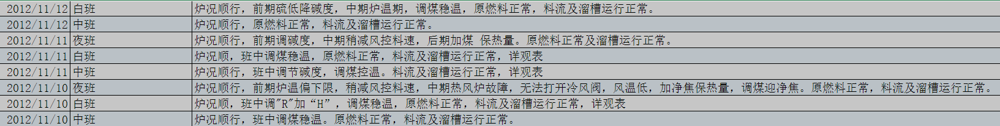 2012/11/12 白班 炉况顺行，前期硫低降碱度，中期炉温期，调煤稳温，原燃料正常，料流及溜槽运行正常。
2012/11/12 中班 炉况顺行，原燃料正常，料流及溜槽运行正常。
2012/11/11 夜班 炉况顺行，前期调碱度，中期稍减风控料速，后期加煤 保热量。原燃料正常及溜槽运行正常。
2012/11/11 白班 炉况顺，班中调煤稳温，原燃料正常，料流及溜槽运行正常，详观表
2012/11/11 中班 炉况顺行，班中调节碱度，调煤控温。料流及溜槽运行正常，详观表
2012/11/10 夜班 炉况顺行，前期炉温偏下限，稍减风控料速，中期热风炉故障，无法打开冷风阀，风温低，加净焦保热量，调煤迎净焦。原燃料正常，料流及溜槽运行正常。
2012/11/10 白班 炉况顺，班中调"R"加“H”，调煤稳温，原燃料正常，料流及溜槽运行正常，详观表
2012/11/10 中班 炉况顺行，班中调煤稳温。原燃料正常，料流及溜槽运行正常。